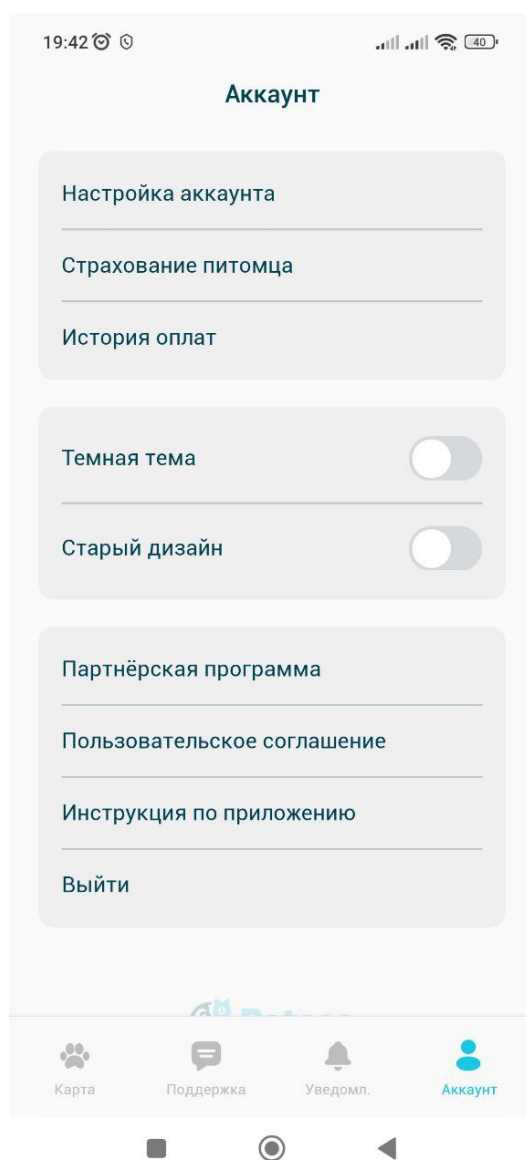 19:42
40
Аккаунт
Настройка аккаунта
Страхование питомца
История оплат
Темная тема
Старый дизайн
Партнёрская программа
Пользовательское соглашение
Инструкция по приложению
Выйти
Карта
Поддержка
Уведомл.
Аккаунт